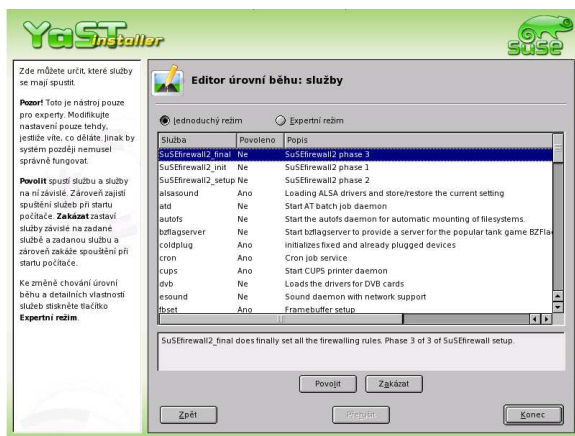 YaST
installer
SUSE
Zde můžete určit, které služby
se mají spustit.
Pozor! Toto je nástroj pouze
pro experty. Modifikujte
nastavení pouze tehdy,
jestliže víte, co děláte. Jinak by
systém později nemusel
správně fungovat.
Povolit spustí službu a služby
na ní závislé. Zároveň zajistí
spuštění služeb při startu
počítače. Zakázat zastaví
služby závislé na zadané
službě a zadanou službu a
zároveň zakáže spouštění při
startu počítače.
Ke změně chování úrovní
běhu a detailních vlastností
služeb stiskněte tlačítko
Expertní režim.
Editor úrovní běhu: služby
Jednoduchý režim Expertní režim
Služba Povoleno Popis
SuSEfirewall2_final Ne SuSEfirewall2 phase 3
SuSEfirewall2_init Ne SuSEfirewall2 phase 1
SuSEfirewall2_setup Ne SuSEfirewall2 phase 2
alsasound Ano Loading ALSA drivers and store/restore the current setting
atd Ne Start AT batch job daemon
autofs Ne Start the autofs daemon for automatic mounting of filesystems.
bzflagserver Ne Start bzflagserver to provide a server for the popular tank game BZFla
coldplug Ano initializes fixed and already plugged devices
cron Ano Cron job service
cups Ano Start CUPS printer daemon
dvb Ne Loads the drivers for DVB cards
esound Ne Sound daemon with network support
fbset Ano Framebuffer setup
SuSEfirewall2_final does finally set all the firewalling rules. Phase 3 of 3 of SuSEfirewall setup.
Povolit Zakázat
Zpět Přerušit Konec